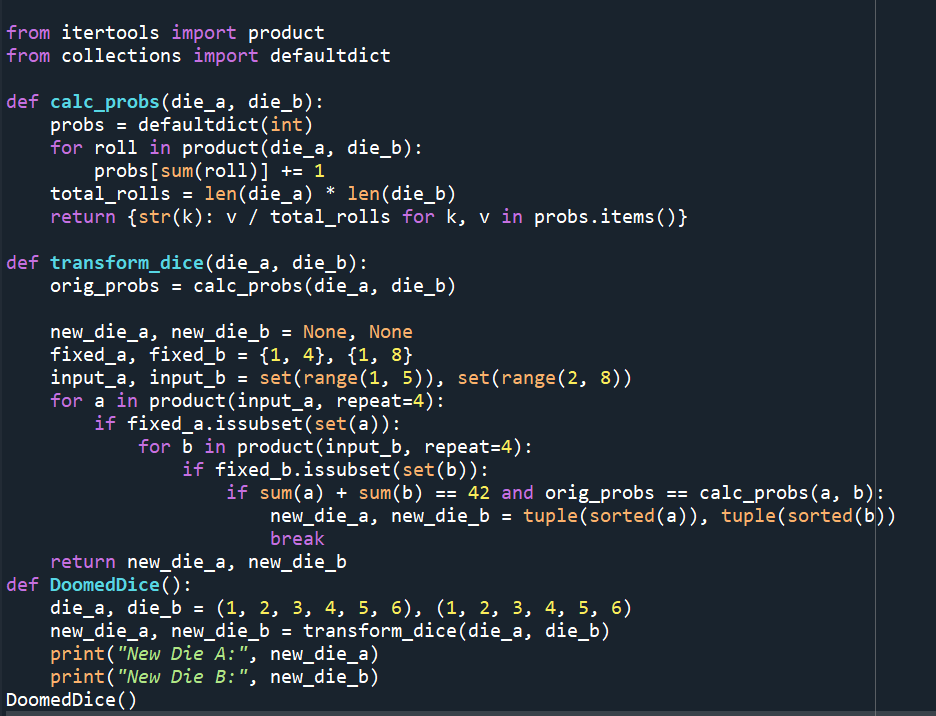 from itertools import product
from collections import defaultdict
def calc_probs(die_a, die_b):
    probs = defaultdict(int)
    for roll in product(die_a, die_b):
        probs[sum(roll)] += 1
    total_rolls = len(die_a) * len(die_b)
    return {str(k): v / total_rolls for k, v in probs.items()}
def transform_dice(die_a, die_b):
    orig_probs = calc_probs(die_a, die_b)
    new_die_a, new_die_b = None, None
    fixed_a, fixed_b = {1, 4}, {1, 8}
    input_a, input_b = set(range(1, 5)), set(range(2, 8))
    for a in product(input_a, repeat=4):
        if fixed_a.issubset(set(a)):
            for b in product(input_b, repeat=4):
                if fixed_b.issubset(set(b)):
                    if sum(a) + sum(b) == 42 and orig_probs == calc_probs(a, b):
                        new_die_a, new_die_b = tuple(sorted(a)), tuple(sorted(b))
                        break
    return new_die_a, new_die_b
def DoomedDice():
    die_a, die_b = (1, 2, 3, 4, 5, 6), (1, 2, 3, 4, 5, 6)
    new_die_a, new_die_b = transform_dice(die_a, die_b)
    print("New Die A:", new_die_a)
    print("New Die B:", new_die_b)
DoomedDice()